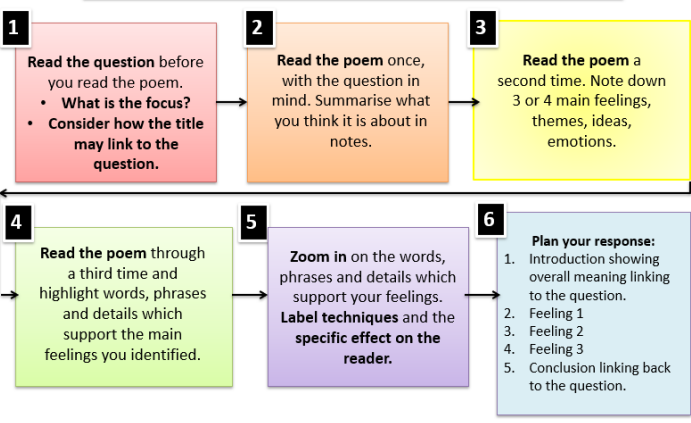 1
Read the question before
you read the poem.
• What is the focus?
• Consider how the title
may link to the
question.
2
Read the poem once,
with the question in
mind. Summarise what
you think it is about in
notes.
3
Read the poem a
second time. Note down
3 or 4 main feelings,
themes, ideas,
emotions.
4
Read the poem through
a third time and
highlight words, phrases
and details which
support the main
feelings you identified.
5
Zoom in on the words,
phrases and details which
support your feelings.
Label techniques and the
specific effect on the
reader.
6
Plan your response:
1. Introduction showing
overall meaning linking
to the question.
2. Feeling 1
3. Feeling 2
4. Feeling 3
5. Conclusion linking back
to the question.